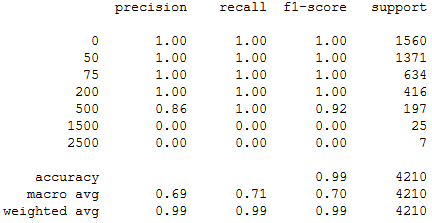 precision recall f1-score support
0 1.00 1.00 1.00 1560
50 1.00 1.00 1.00 1371
75 1.00 1.00 1.00 634
200 1.00 1.00 1.00 416
500 0.86 1.00 0.92 197
1500 0.00 0.00 0.00 25
2500 0.00 0.00 0.00 7
accuracy 0.99 4210
macro avg 0.69 0.71 0.70 4210
weighted avg 0.99 0.99 0.99 4210